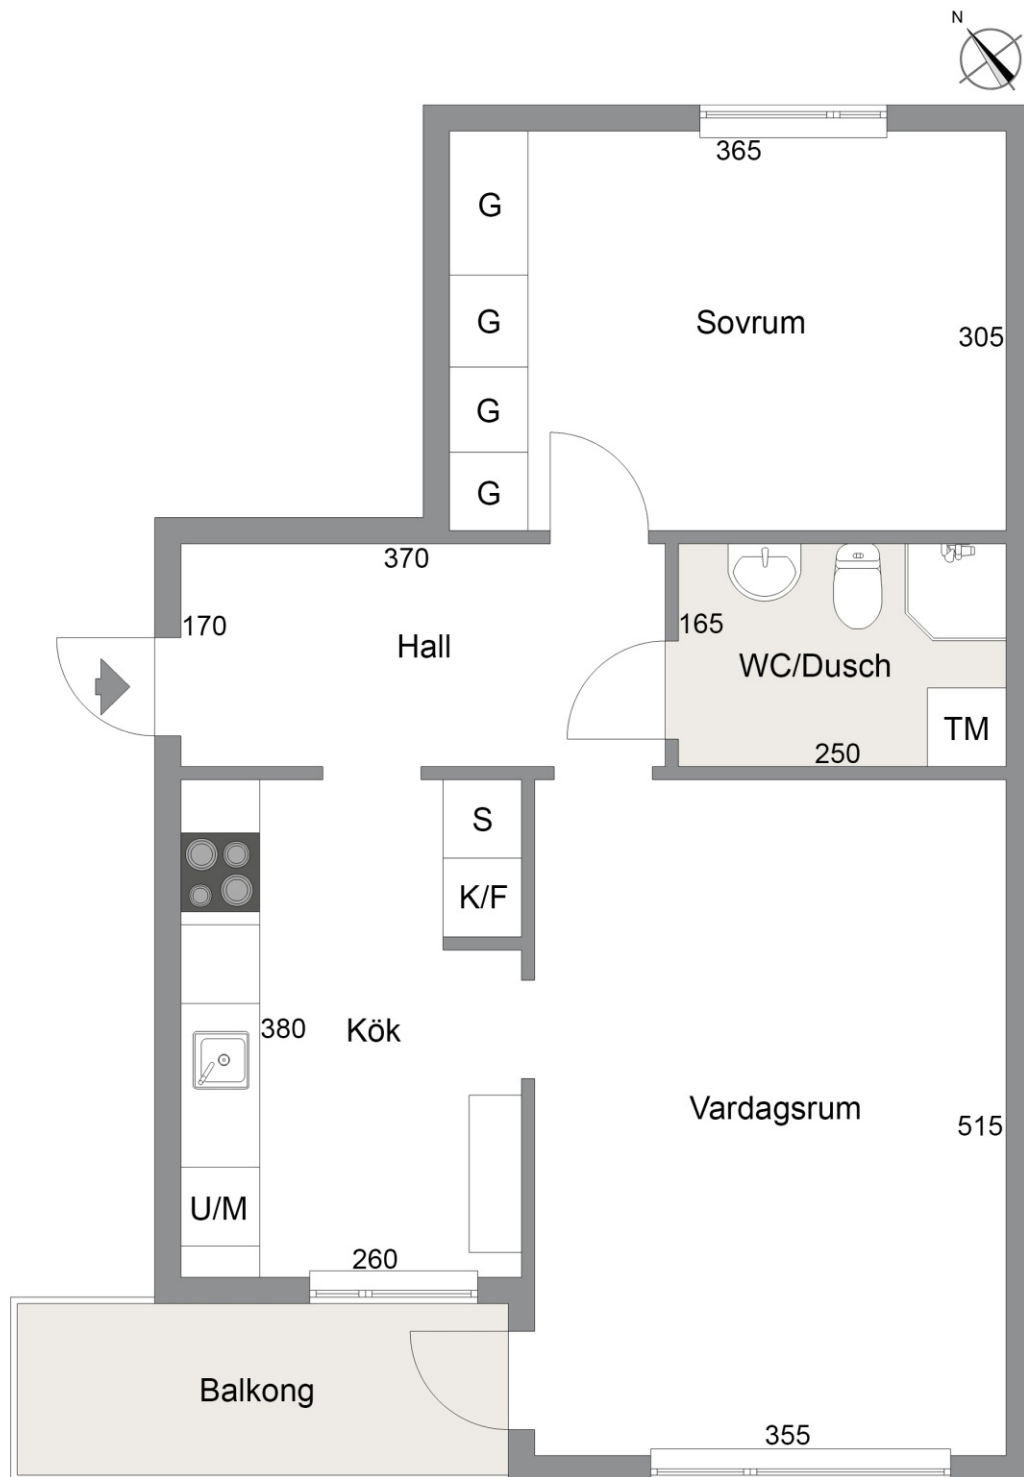 N
365
G
G
Sovrum
305
G
G
370
170
165
Hall
WC/Dusch
TM
250
S
K/F
380
Kök
Vardagsrum
515
U/M
260
Balkong
355